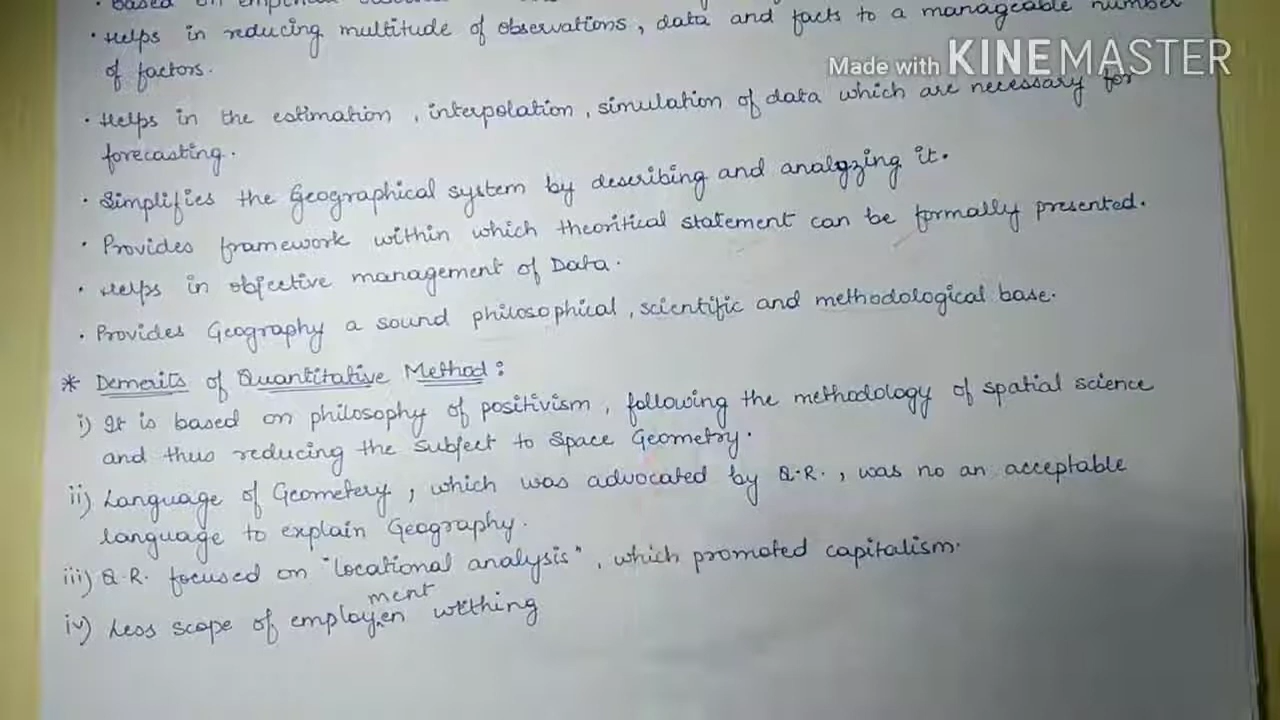 • Based on empirical
• Helps in reducing multitude of observations, data and facts to a manageable number
of factors.
Made with KINEMASTER
• Helps in the estimation, interpolation, simulation of data which are necessary for
forecasting.
• Simplifies the Geographical system by describing and analyzing it.
• Provides framework within which theoritical statement can be formally presented.
• Helps in objective management of Data.
• Provides Geography a sound philosophical, scientific and methodological base.
* Demerits of Quantitative Method:
i) It is based on philosophy of positivism, following the methodology of spatial science
and thus reducing the subject to Space Geometry.
ii) Language of Geometery, which was advocated by Q.R., was no an acceptable
language to explain Geography.
iii) Q.R. focused on "locational analysis", which promoted capitalism.
iv) Less scope of employment